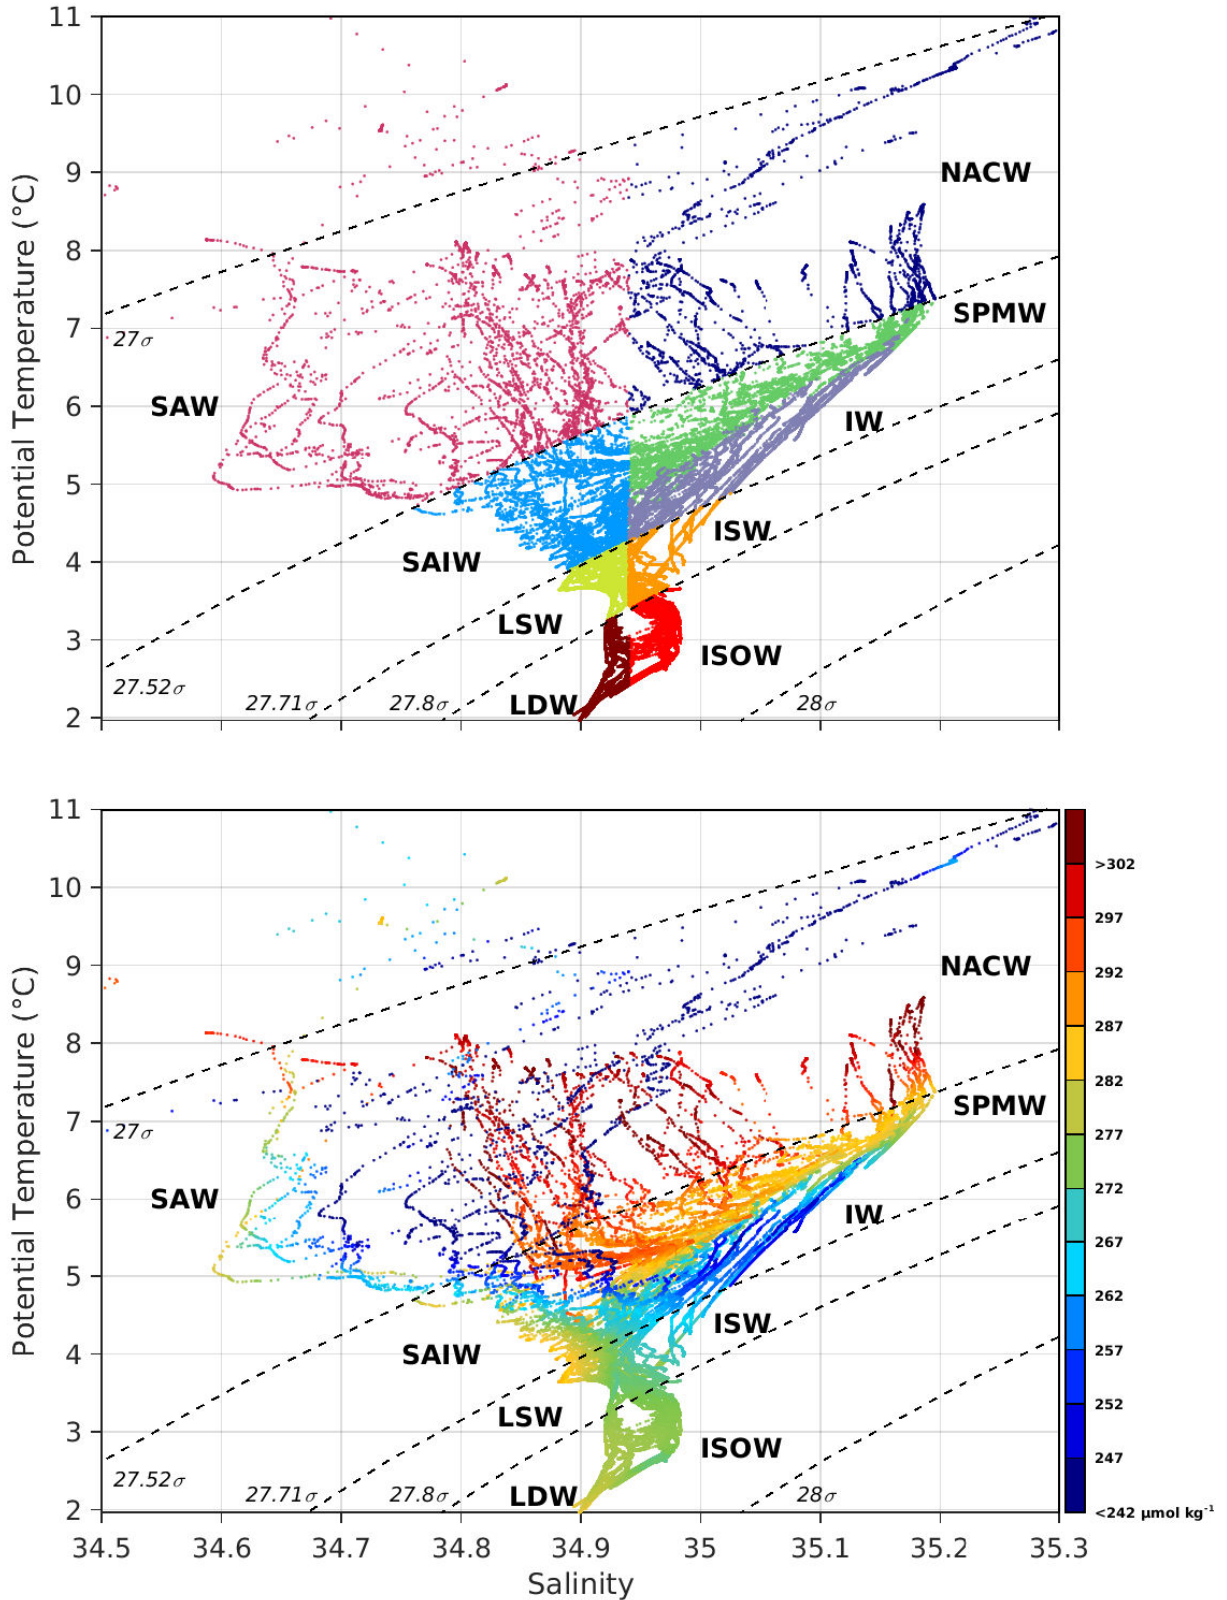 11
10
9
8
7
6
5
4
3
2
Potential Temperature (°C)
NACW
SPMW
27σ
SAW
IW
ISW
SAIW
LSW
ISOW
27.52σ
27.71σ
27.8σ
LDW
28σ
11
10
9
8
7
6
5
4
3
2
Potential Temperature (°C)
NACW
SPMW
27σ
SAW
IW
ISW
SAIW
LSW
ISOW
27.52σ
27.71σ
27.8σ
LDW
28σ
>302
297
292
287
282
277
272
267
262
257
252
247
<242 µmol kg⁻¹
34.5 34.6 34.7 34.8 34.9 35 35.1 35.2 35.3
Salinity